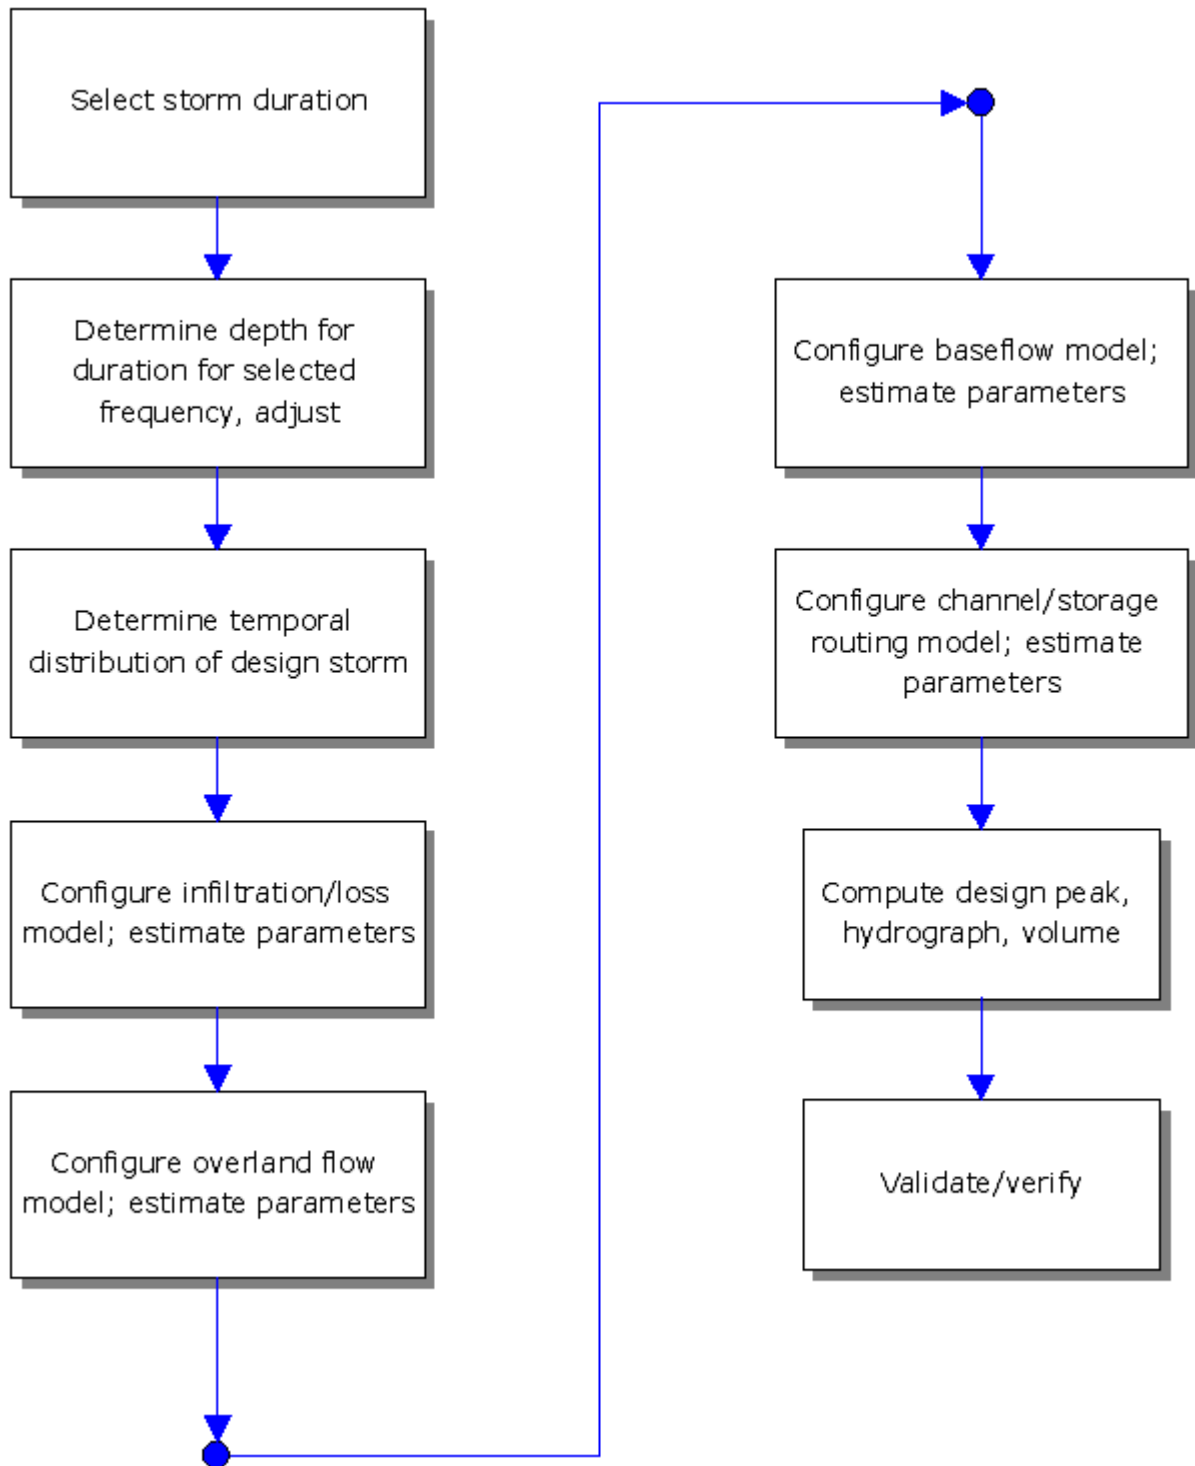 Select storm duration
Determine depth for
duration for selected
frequency, adjust
Determine temporal
distribution of design storm
Configure infiltration/loss
model; estimate parameters
Configure overland flow
model; estimate parameters
Configure baseflow model;
estimate parameters
Configure channel/storage
routing model; estimate
parameters
Compute design peak,
hydrograph, volume
Validate/verify